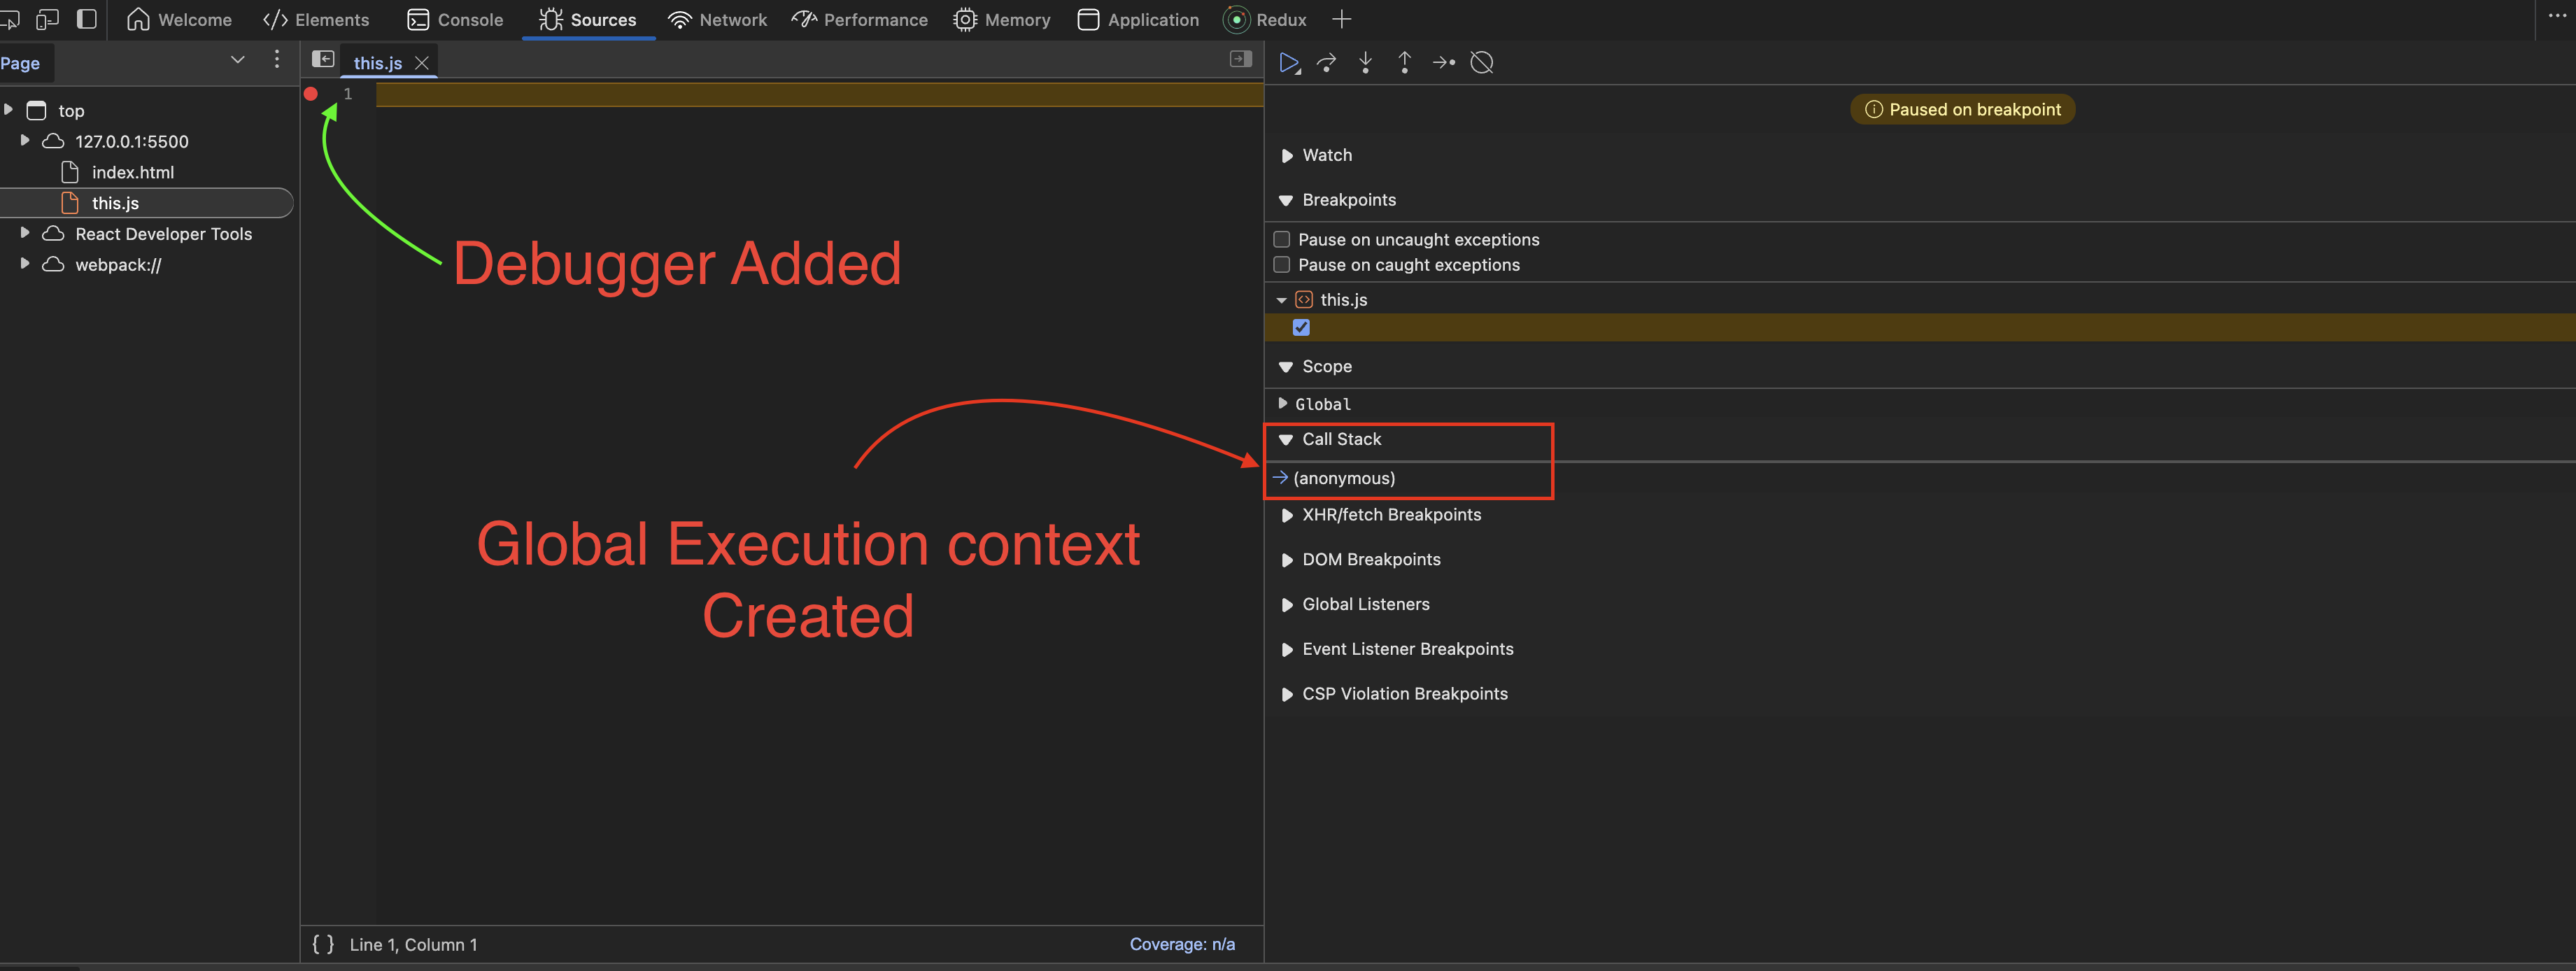 Welcome
Elements
Console
Sources
Network
Performance
Memory
Application
Redux
Page
top
127.0.0.1:5500
index.html
this.js
React Developer Tools
webpack://
this.js
1
Debugger Added
Global Execution context
Created
{ } Line 1, Column 1
Coverage: n/a
Paused on breakpoint
Watch
Breakpoints
Pause on uncaught exceptions
Pause on caught exceptions
this.js
Scope
Global
Call Stack
(anonymous)
XHR/fetch Breakpoints
DOM Breakpoints
Global Listeners
Event Listener Breakpoints
CSP Violation Breakpoints